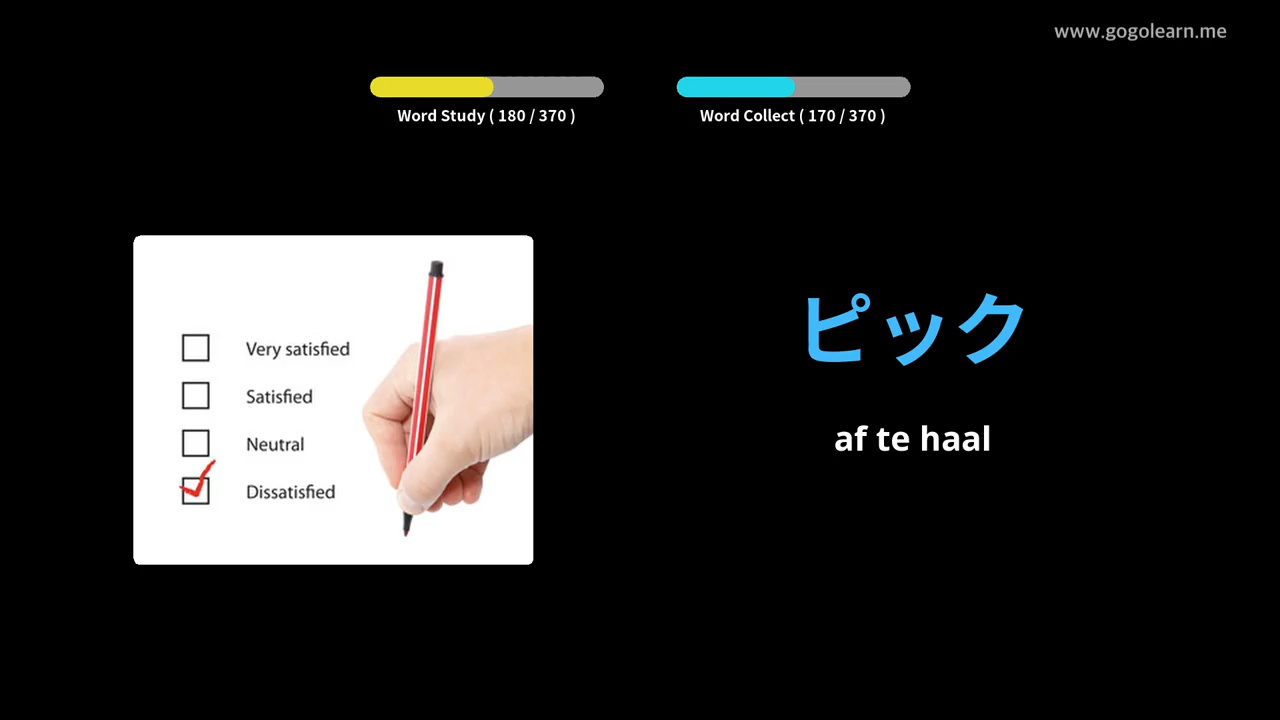 www.gogolearn.me
Word Study ( 180 / 370 )
Word Collect ( 170 / 370 )
Very satisfied
Satisfied
Neutral
Dissatisfied
ピック
af te haal